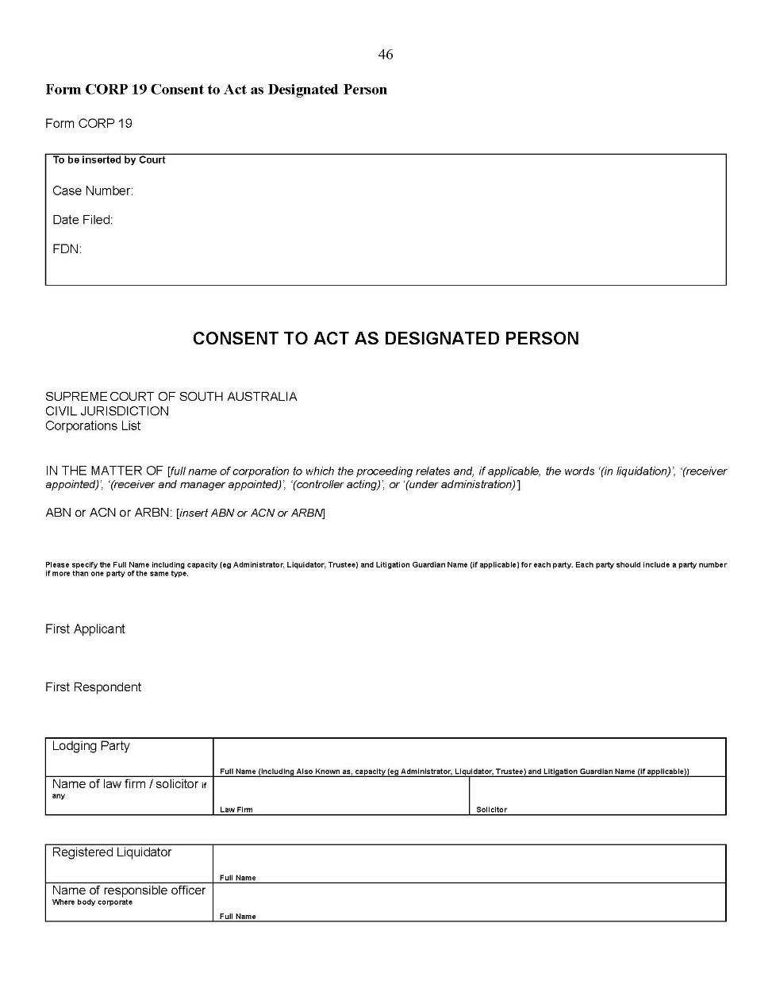 46
Form CORP 19 Consent to Act as Designated Person
Form CORP 19
To be inserted by Court
Case Number:
Date Filed:
FDN:
CONSENT TO ACT AS DESIGNATED PERSON
SUPREME COURT OF SOUTH AUSTRALIA
CIVIL JURISDICTION
Corporations List
IN THE MATTER OF [full name of corporation to which the proceeding relates and, if applicable, the words ‘(in liquidation)’, ‘(receiver
appointed)’, ‘(receiver and manager appointed)’, ‘(controller acting)’, or ‘(under administration)’]
ABN or ACN or ARBN: [insert ABN or ACN or ARBN]
Please specify the Full Name including capacity (eg Administrator, Liquidator, Trustee) and Litigation Guardian Name (if applicable) for each party. Each party should include a party number
if more than one party of the same type.
First Applicant
First Respondent
Lodging Party
Full Name (including Also Known as, capacity (eg Administrator, Liquidator, Trustee) and Litigation Guardian Name (if applicable))
Name of law firm / solicitor if
any
Law Firm
Solicitor
Registered Liquidator
Full Name
Name of responsible officer
Where body corporate
Full Name